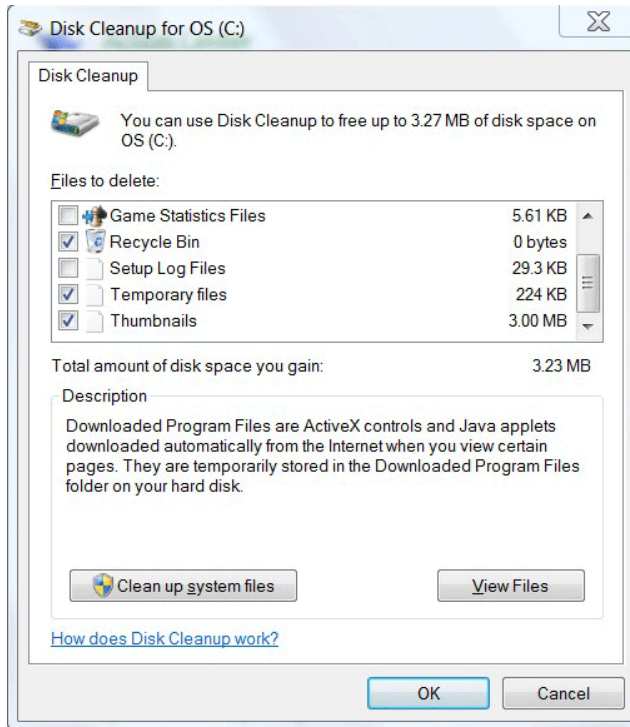 Disk Cleanup for OS (C:)
Disk Cleanup
You can use Disk Cleanup to free up to 3.27 MB of disk space on
OS (C:).
Files to delete:
Game Statistics Files 5.61 KB
Recycle Bin 0 bytes
Setup Log Files 29.3 KB
Temporary files 224 KB
Thumbnails 3.00 MB
Total amount of disk space you gain: 3.23 MB
Description
Downloaded Program Files are ActiveX controls and Java applets
downloaded automatically from the Internet when you view certain
pages. They are temporarily stored in the Downloaded Program Files
folder on your hard disk.
Clean up system files View Files
How does Disk Cleanup work?
OK Cancel